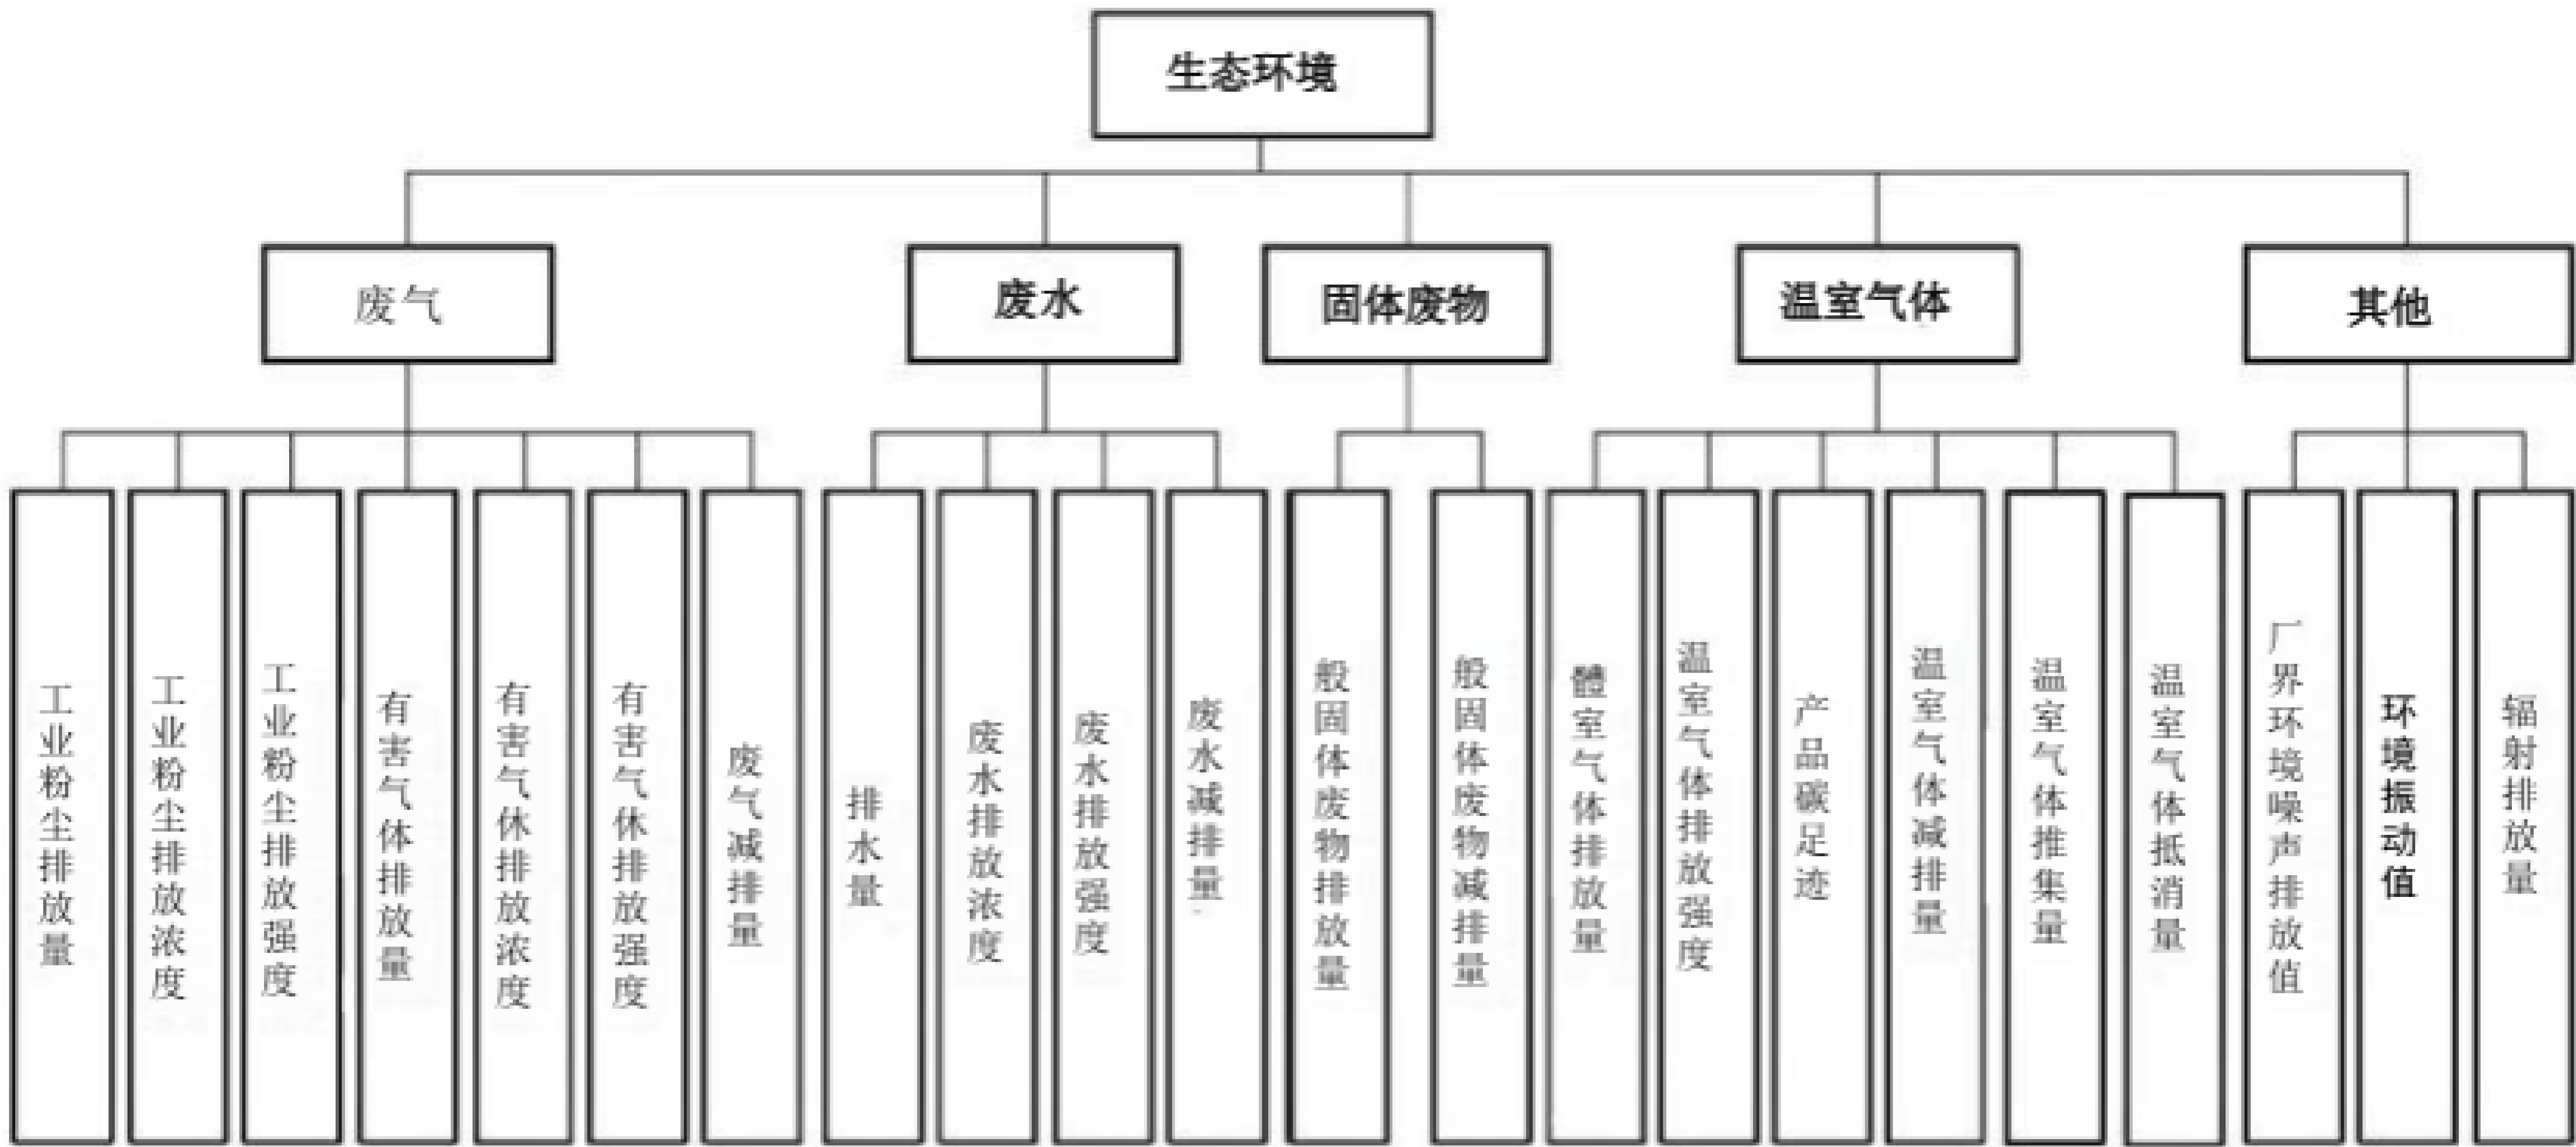 生态环境
废气
废水
固体废物
温室气体
其他
工业粉尘排放量
工业粉尘排放浓度
工业粉尘排放强度
有害气体排放量
有害气休排放浓度
有害气休排放强度
废气减排量
排水量
废水排放浓度
废水排放强度
废水减排量
般固体废物排放量
般固体废物减排量
體室气体排放量
温室气体排放强度
产品碳足迹
温室气体减排量
温室气体推集量
温室气体抵消量
厂界环境噪声排放值
环境振动值
辐射排放量